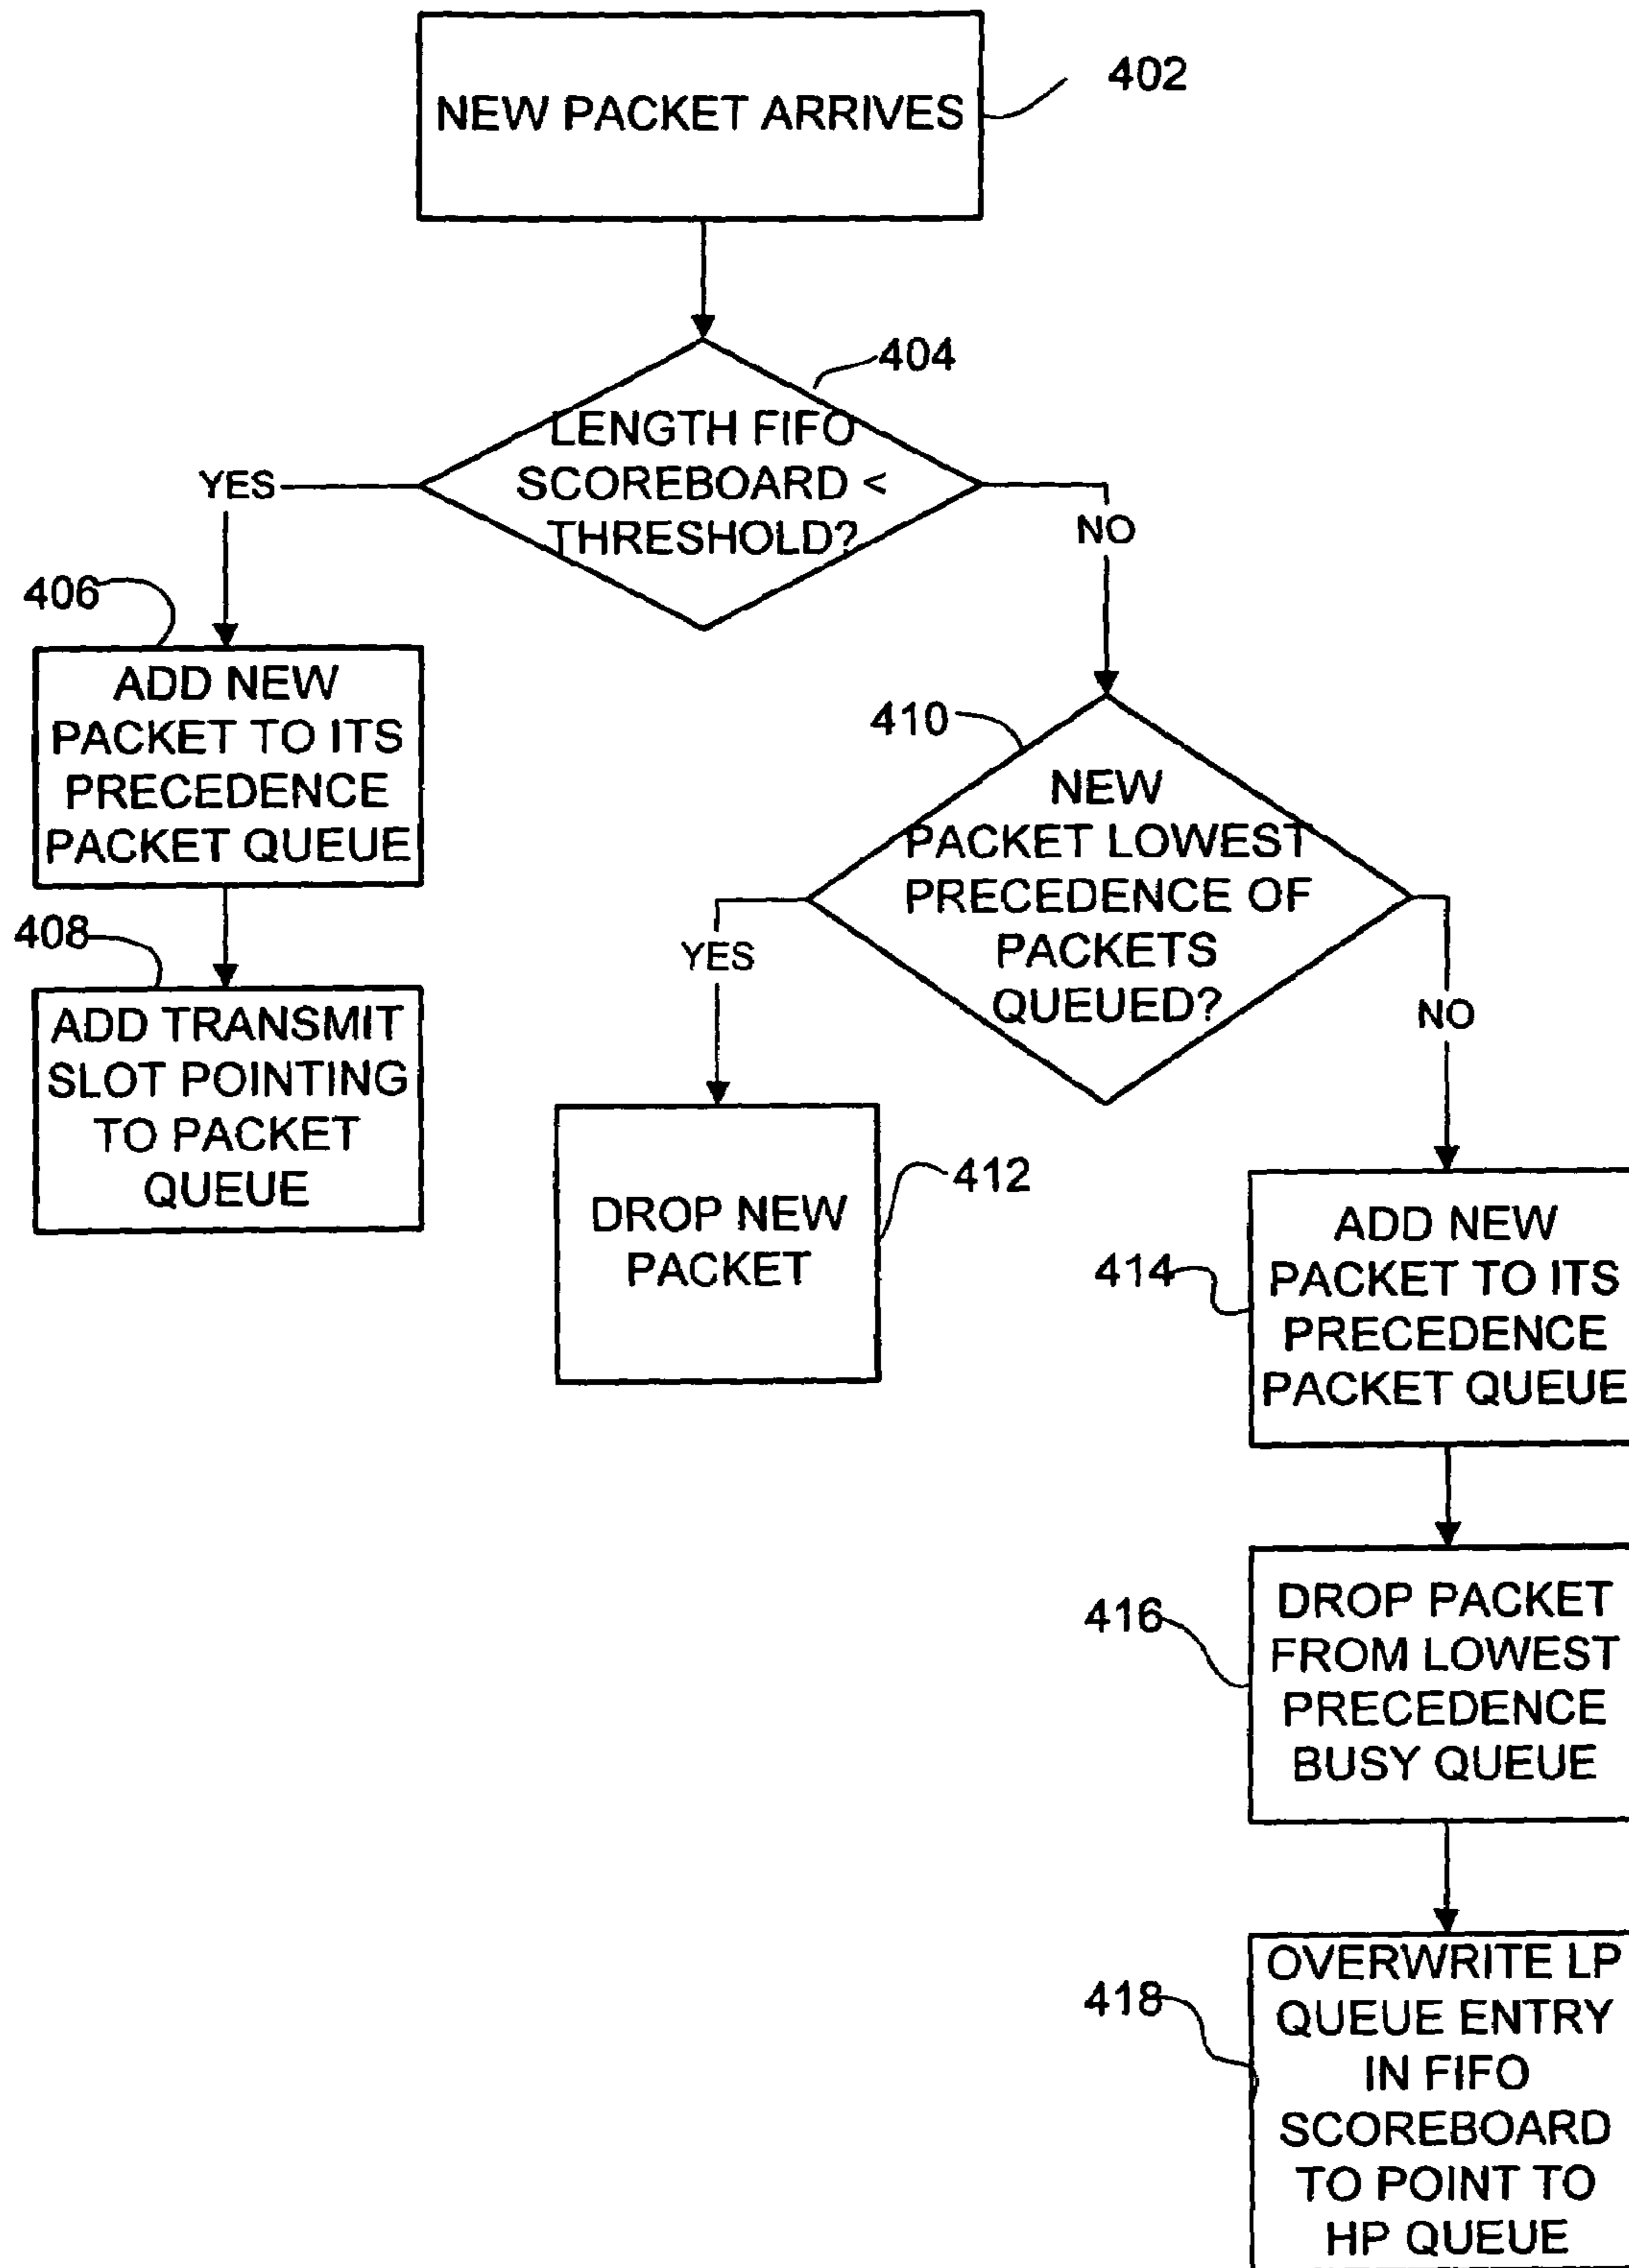 NEW PACKET ARRIVES
402
404
LENGTH FIFO
SCOREBOARD <
THRESHOLD?
YES
NO
406
ADD NEW
PACKET TO ITS
PRECEDENCE
PACKET QUEUE
408
ADD TRANSMIT
SLOT POINTING
TO PACKET
QUEUE
410
NEW
PACKET LOWEST
PRECEDENCE OF
PACKETS
QUEUED?
YES
NO
412
DROP NEW
PACKET
414
ADD NEW
PACKET TO ITS
PRECEDENCE
PACKET QUEUE
416
DROP PACKET
FROM LOWEST
PRECEDENCE
BUSY QUEUE
418
OVERWRITE LP
QUEUE ENTRY
IN FIFO
SCOREBOARD
TO POINT TO
HP QUEUE